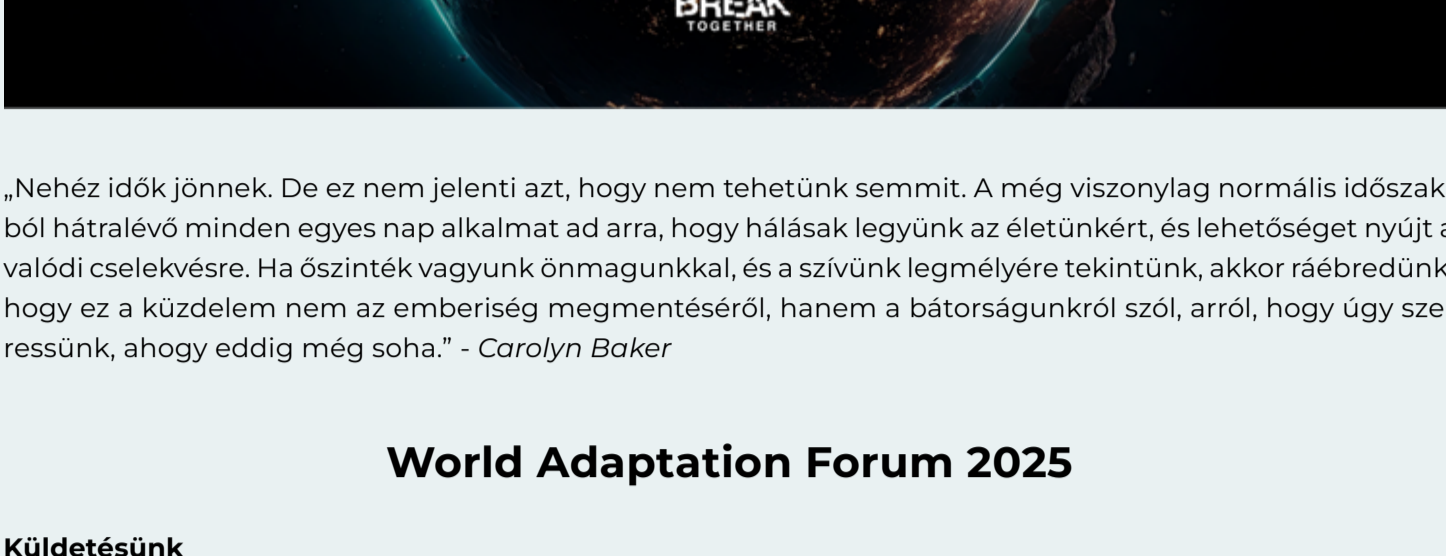 BREAK
TOGETHER
„Nehéz idők jönnek. De ez nem jelenti azt, hogy nem tehetünk semmit. A még viszonylag normális időszak
ból hátralévő minden egyes nap alkalmat ad arra, hogy hálásak legyünk az életünkért, és lehetőséget nyújt a
valódi cselekvésre. Ha őszinték vagyunk önmagunkkal, és a szívünk legmélyére tekintünk, akkor ráébredünk
hogy ez a küzdelem nem az emberiség megmentéséről, hanem a bátorságunkról szól, arról, hogy úgy sze
ressünk, ahogy eddig még soha.” - Carolyn Baker
World Adaptation Forum 2025
Küldetésünk